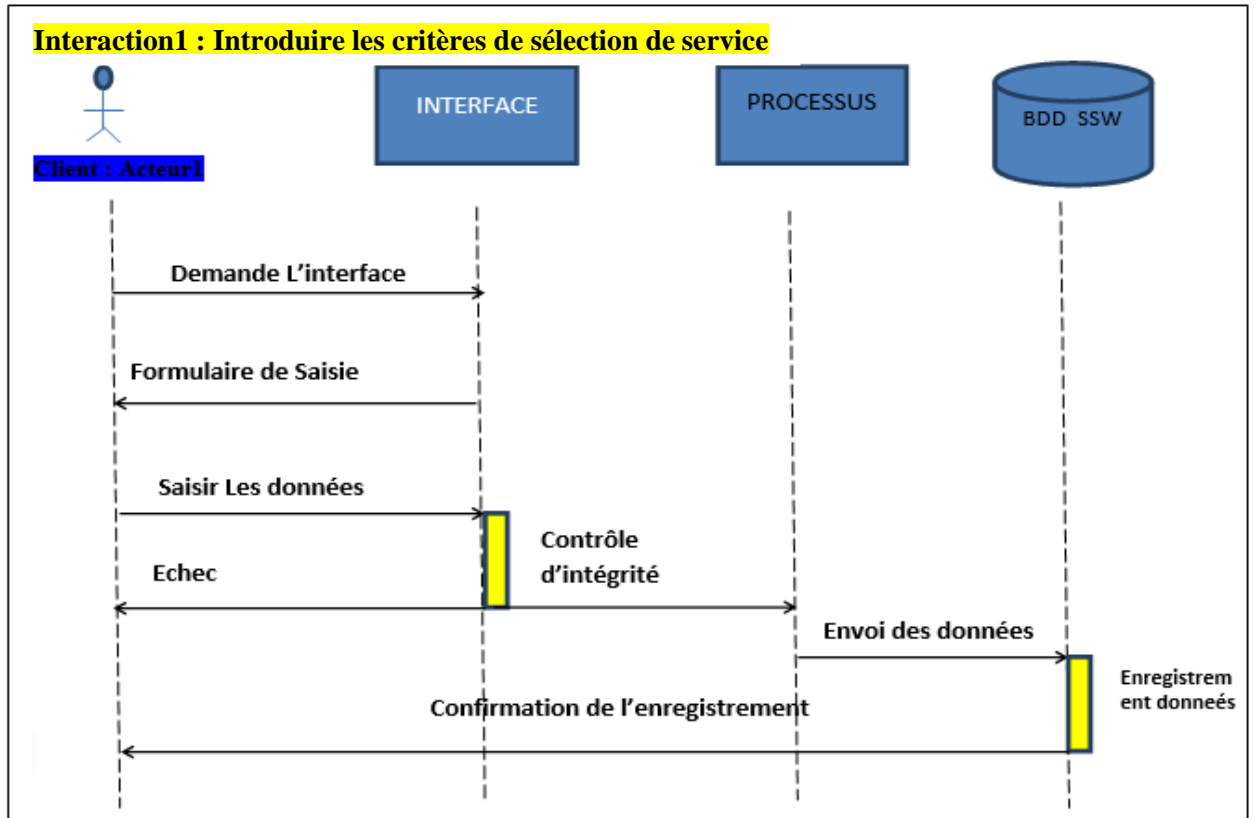 Interaction1 : Introduire les critères de sélection de service
INTERFACE
PROCESSUS
BDD SSW
Client : Acteur1
Demande L'interface
Formulaire de Saisie
Saisir Les données
Contrôle
d'intégrité
Echec
Envoi des données
Enregistrem
ent donneés
Confirmation de l'enregistrement